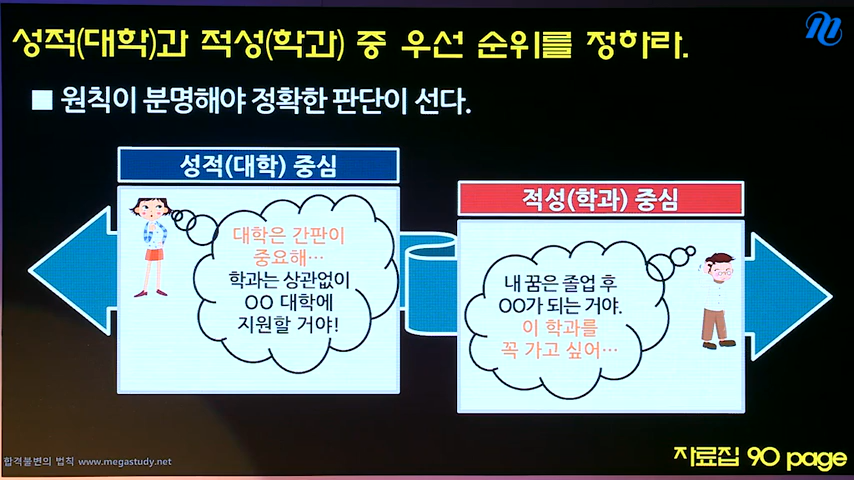 성적(대학)과 적성(학과) 중 우선 순위를 정하라.
■ 원칙이 분명해야 정확한 판단이 선다.
성적(대학) 중심
대학은 간판이
중요해…
학과는 상관없이
OO 대학에
지원할 거야!
적성(학과) 중심
내 꿈은 졸업 후
OO가 되는 거야.
이 학과를
꼭 가고 싶어…
합격불변의 법칙 www.megastudy.net
자료집 90 page